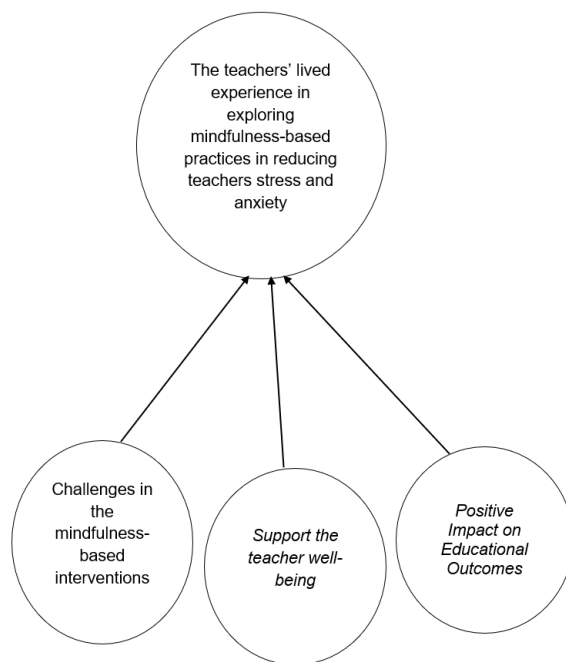 The teachers' lived
experience in
exploring
mindfulness-based
practices in reducing
teachers stress and
anxiety
Challenges in
the
mindfulness-
based
interventions
Support the
teacher well-
being
Positive
Impact on
Educational
Outcomes